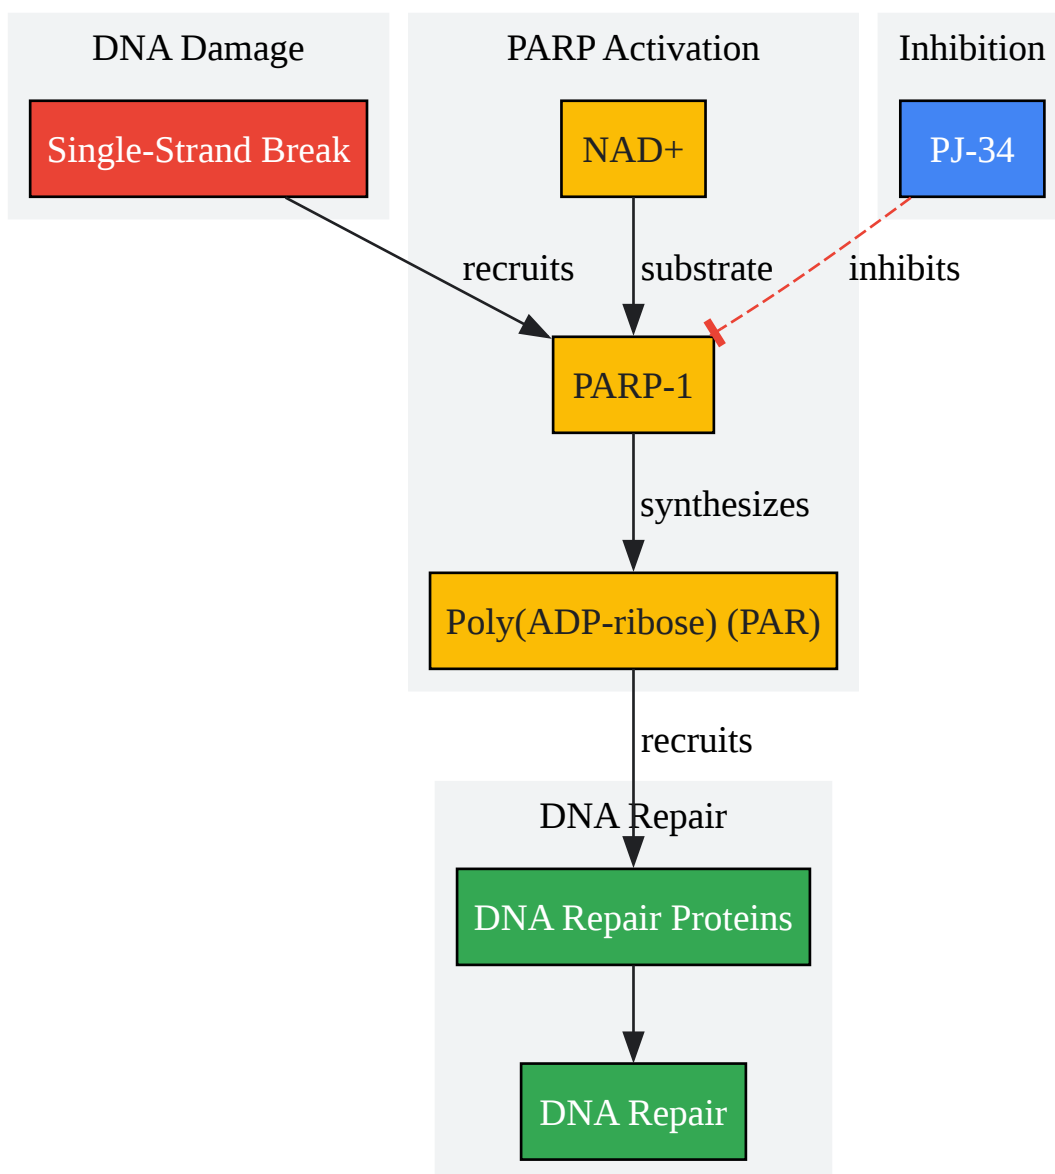 DNA Damage
PARP Activation
Inhibition
Single-Strand Break
NAD+
PJ-34
recruits
substrate
inhibits
PARP-1
synthesizes
Poly(ADP-ribose) (PAR)
recruits
DNA Repair
DNA Repair Proteins
DNA Repair